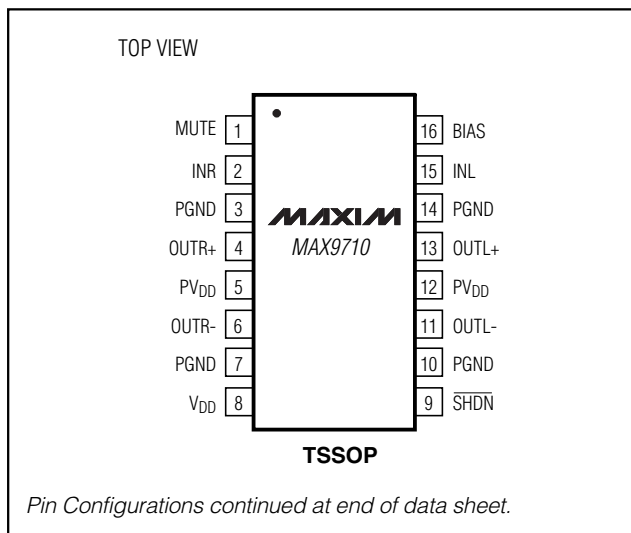 TOP VIEW
MUTE 1 16 BIAS
INR 2 15 INL
PGND 3 14 PGND
MAXIM
OUTR+ 4 MAX9710 13 OUTL+
PVDD 5 12 PVDD
OUTR- 6 11 OUTL-
PGND 7 10 PGND
VDD 8 9 SHDN
TSSOP
Pin Configurations continued at end of data sheet.